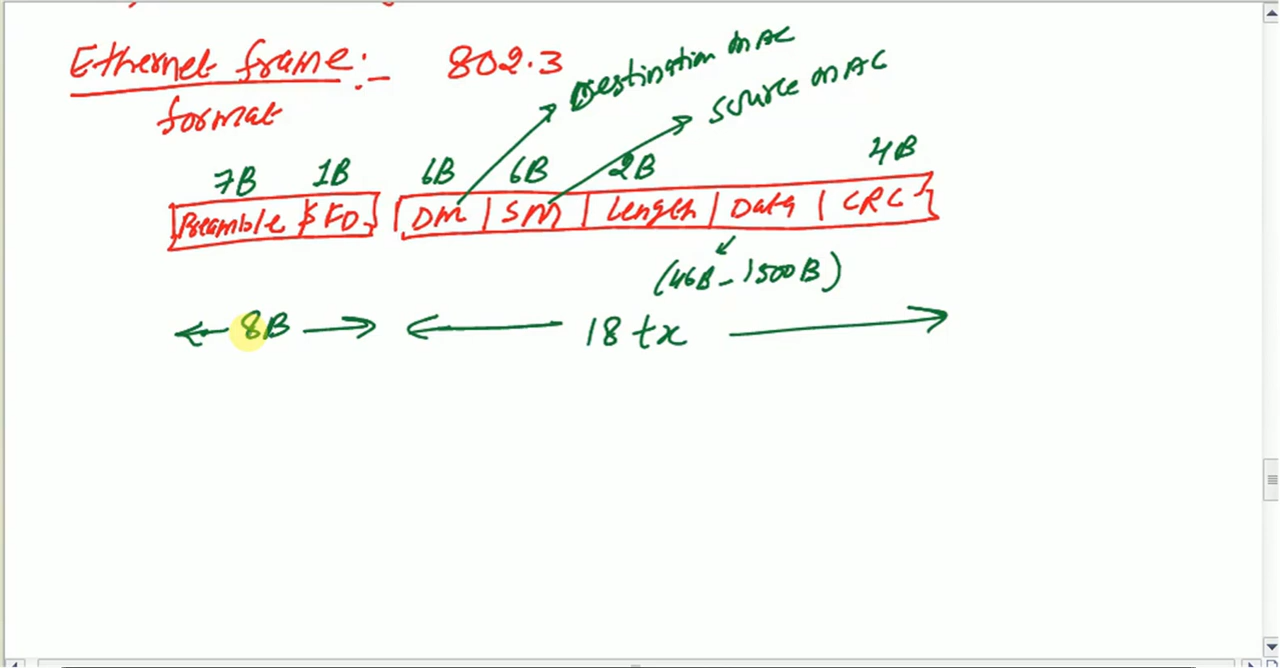 Ethernet frame:- 802.3
format
Destination MAC
Source MAC
7B 1B 6B 6B 2B 4B
Preamble SFD DM SM Length Data CRC
(46B - 1500B)
8B 18 tx